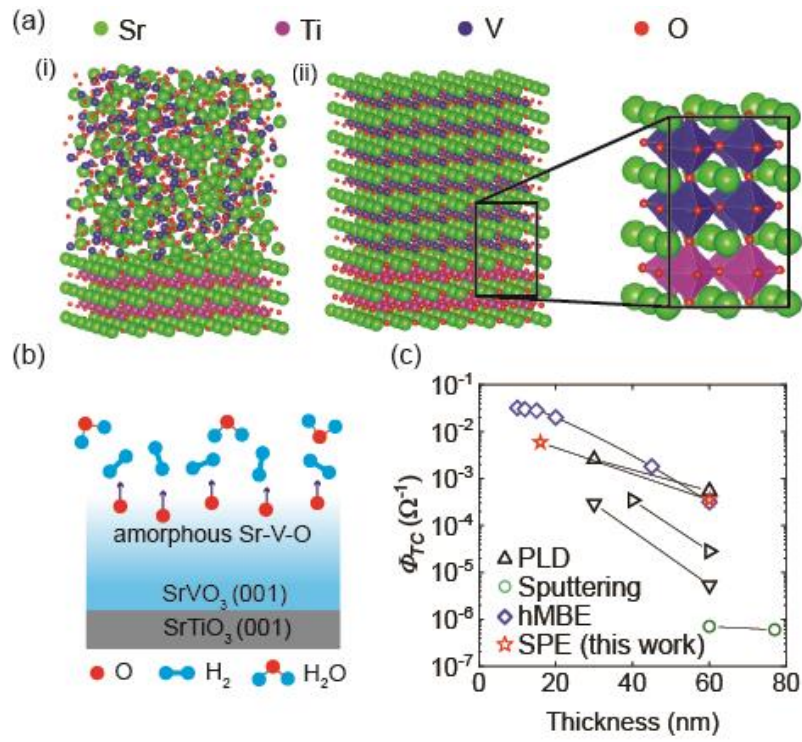 (a)
Sr Ti V O
(i) (ii)
(b)
amorphous Sr-V-O
SrVO₃ (001)
SrTiO₃ (001)
O H₂ H₂O
(c)
10⁻¹
10⁻²
10⁻³
10⁻⁴
10⁻⁵
10⁻⁶
10⁻⁷
Φ_TC (Ω⁻¹)
PLD
Sputtering
hMBE
SPE (this work)
0 20 40 60 80
Thickness (nm)